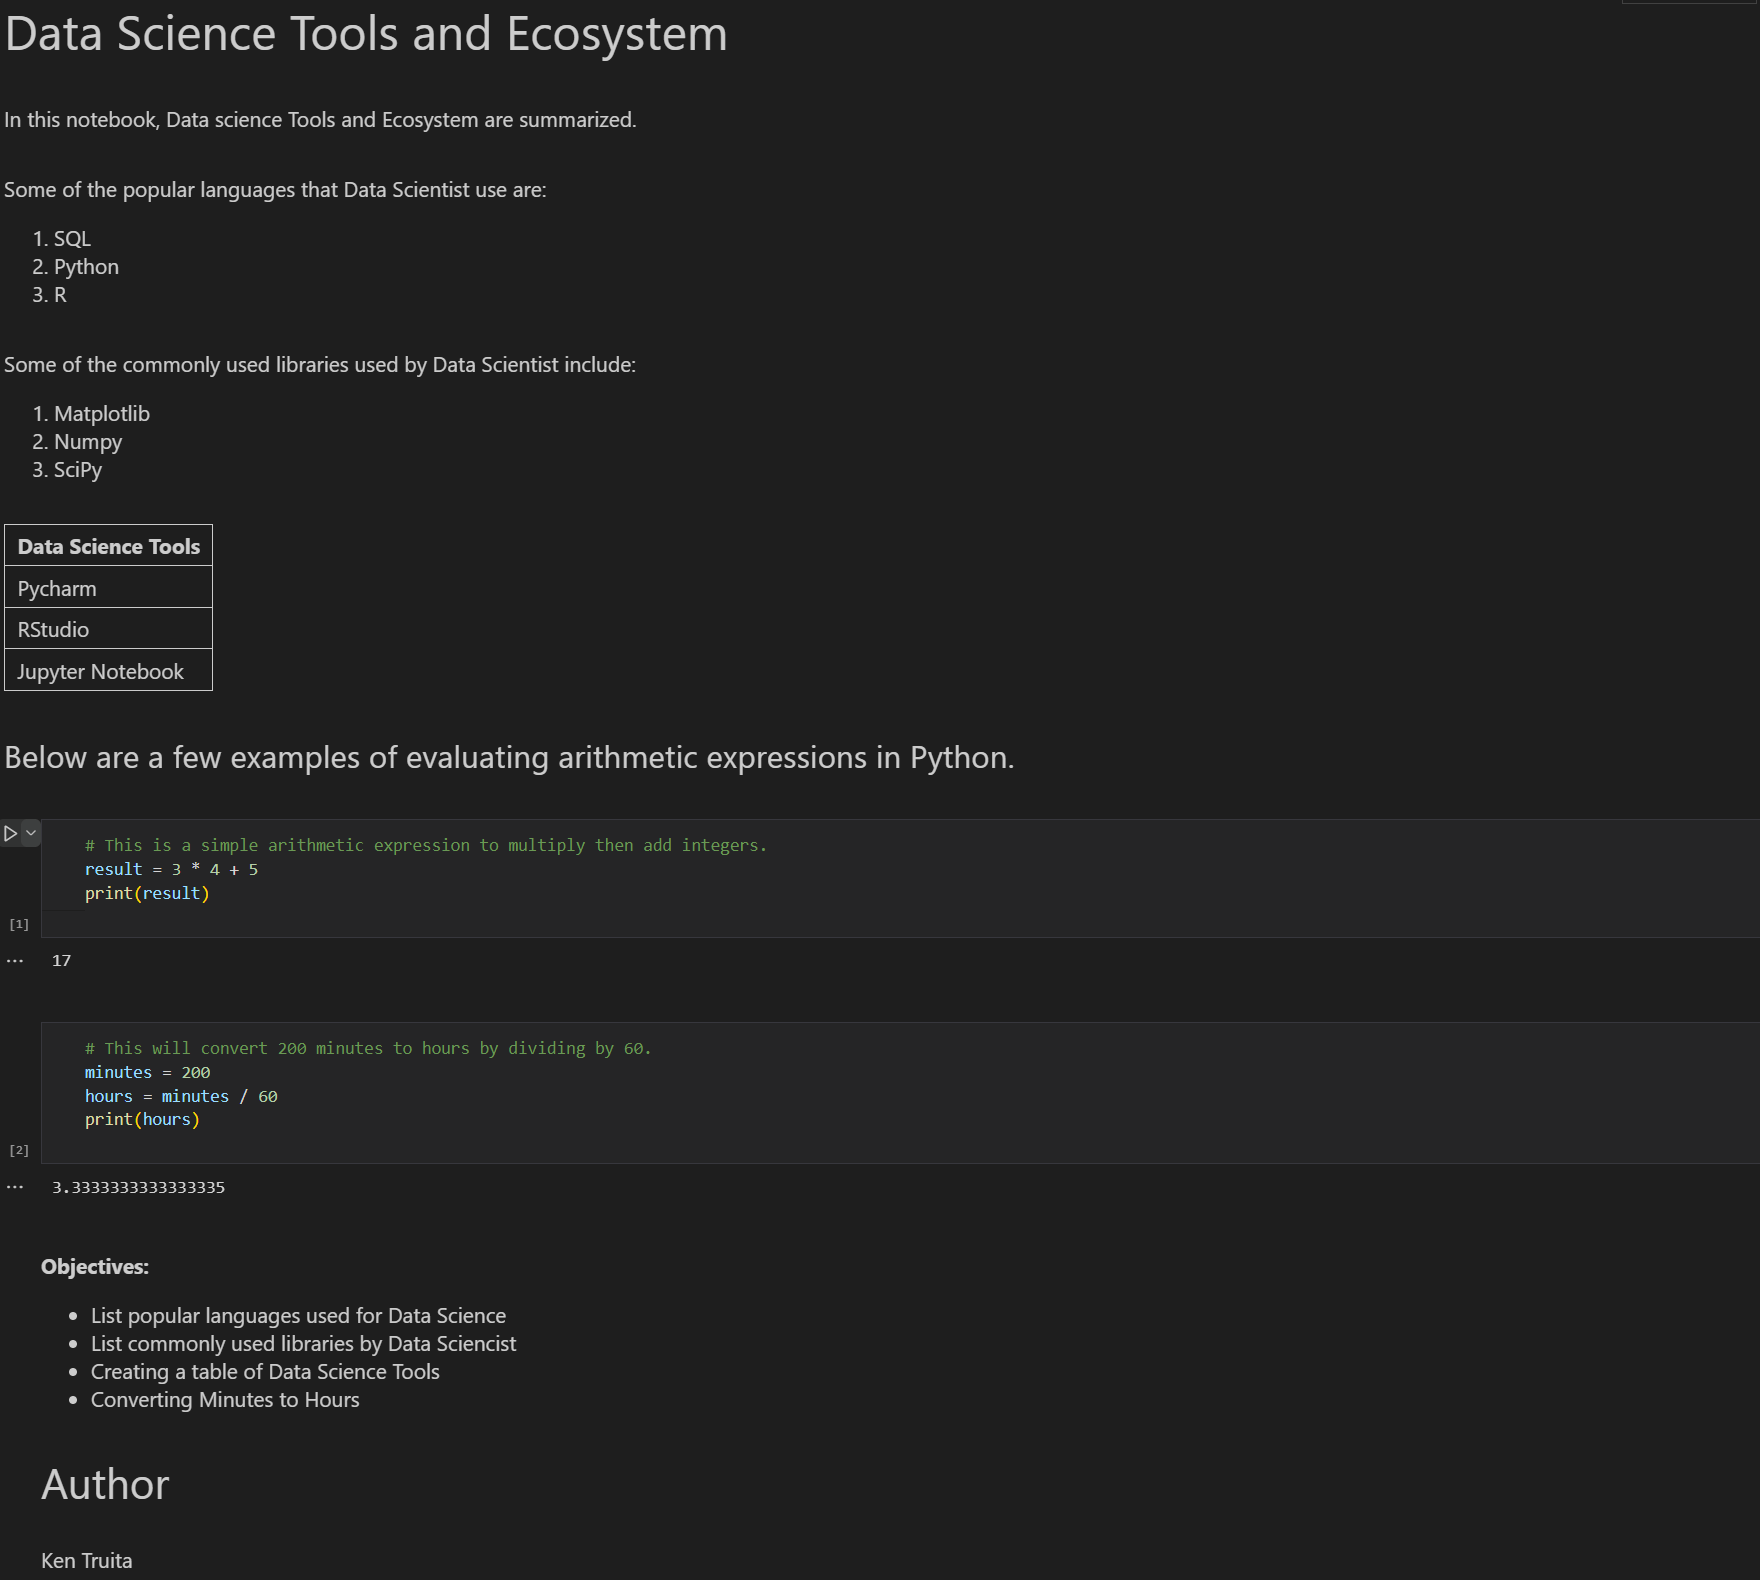 Data Science Tools and Ecosystem
In this notebook, Data science Tools and Ecosystem are summarized.
Some of the popular languages that Data Scientist use are:
1. SQL
2. Python
3. R
Some of the commonly used libraries used by Data Scientist include:
1. Matplotlib
2. Numpy
3. SciPy
Data Science Tools
Pycharm
RStudio
Jupyter Notebook
Below are a few examples of evaluating arithmetic expressions in Python.
# This is a simple arithmetic expression to multiply then add integers.
result = 3 * 4 + 5
print(result)
[1]
... 17
# This will convert 200 minutes to hours by dividing by 60.
minutes = 200
hours = minutes / 60
print(hours)
[2]
... 3.3333333333333335
Objectives:
• List popular languages used for Data Science
• List commonly used libraries by Data Sciencist
• Creating a table of Data Science Tools
• Converting Minutes to Hours
Author
Ken Truita